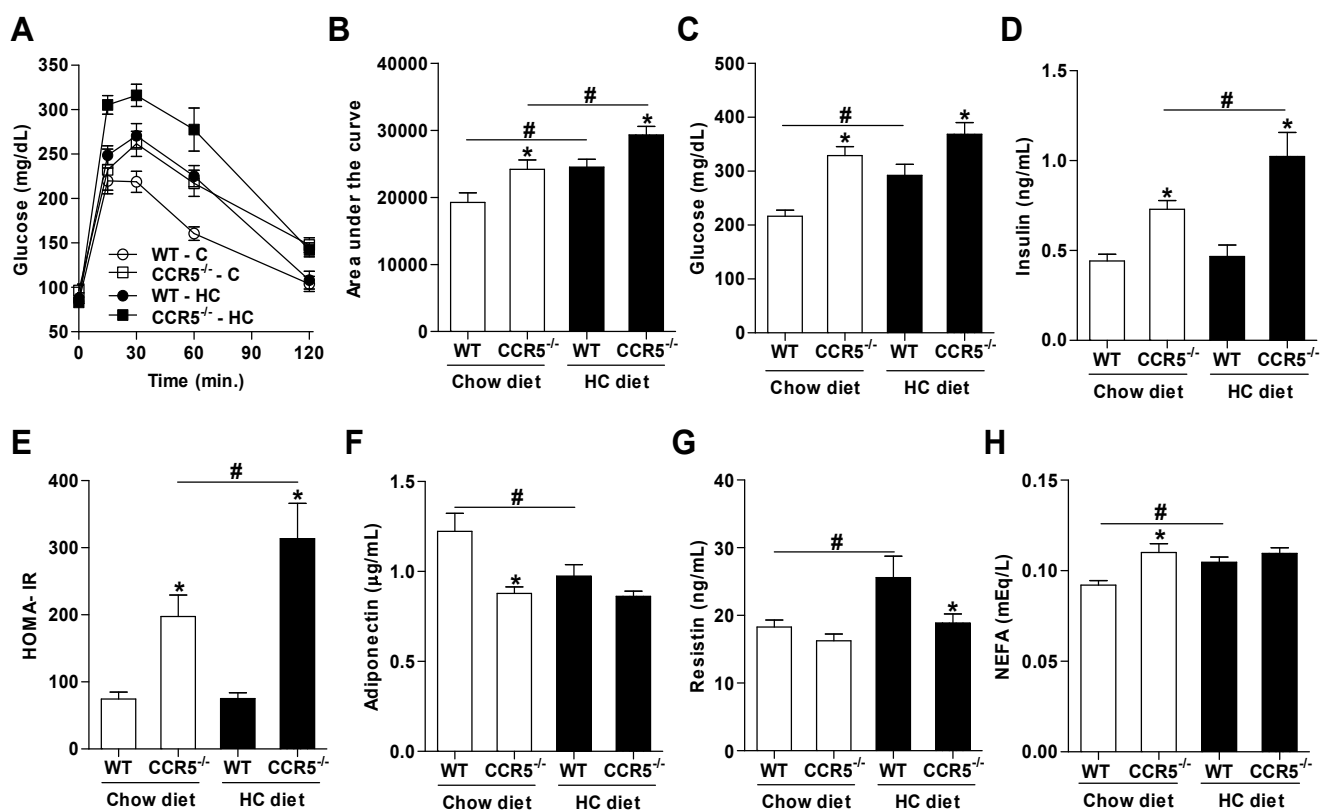 A
Glucose (mg/dL)
350
300
250
200
150
100
50
WT - C
CCR5-/- - C
WT - HC
CCR5-/- - HC
0 30 60 90 120
Time (min.)
B
Area under the curve
40000
30000
20000
10000
0
#
#
*
*
WT CCR5-/- WT CCR5-/-
Chow diet HC diet
C
Glucose (mg/dL)
500
400
300
200
100
0
#
*
*
WT CCR5-/- WT CCR5-/-
Chow diet HC diet
D
Insulin (ng/mL)
1.5
1.0
0.5
0.0
#
*
*
WT CCR5-/- WT CCR5-/-
Chow diet HC diet
E
HOMA- IR
400
300
200
100
0
#
*
*
WT CCR5-/- WT CCR5-/-
Chow diet HC diet
F
Adiponectin (µg/mL)
1.5
1.0
0.5
0.0
#
*
WT CCR5-/- WT CCR5-/-
Chow diet HC diet
G
Resistin (ng/mL)
40
30
20
10
0
#
*
WT CCR5-/- WT CCR5-/-
Chow diet HC diet
H
NEFA (mEq/L)
0.15
0.10
0.05
0.00
#
*
WT CCR5-/- WT CCR5-/-
Chow diet HC diet